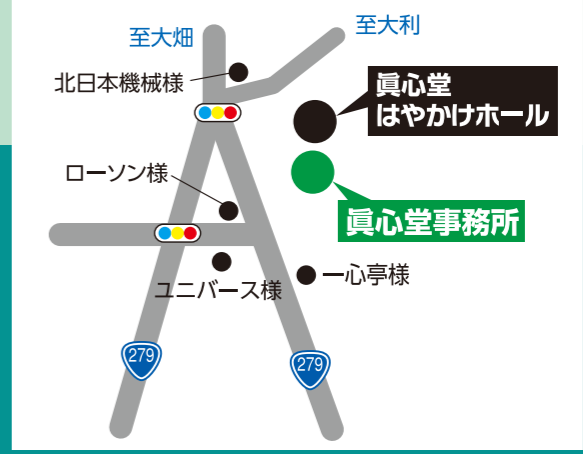 至大畑
至大利
北日本機械様
眞心堂
はやかけホール
ローソン様
眞心堂事務所
ユニバース様
一心亭様
279
279